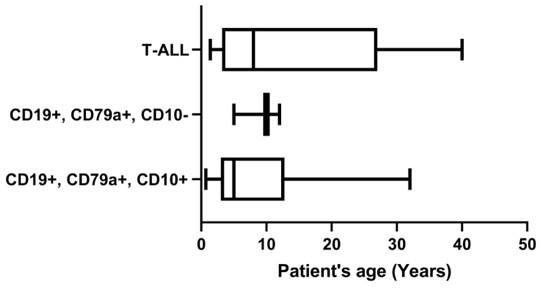 T-ALL
CD19+, CD79a+, CD10-
CD19+, CD79a+, CD10+
0 10 20 30 40 50
Patient's age (Years)